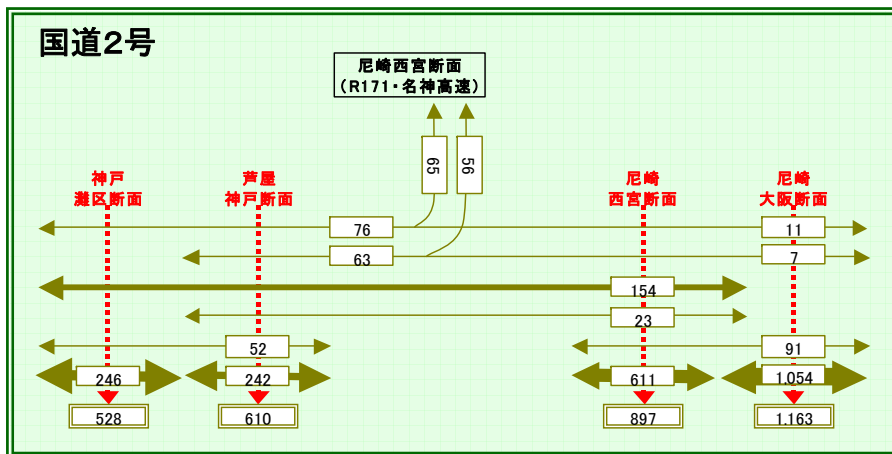 国道2号
尼崎西宮断面
（R171・名神高速）
65
56
神戸
灘区断面
芦屋
神戸断面
尼崎
西宮断面
尼崎
大阪断面
76
11
63
7
154
23
52
91
246
242
611
1,054
528
610
897
1,163